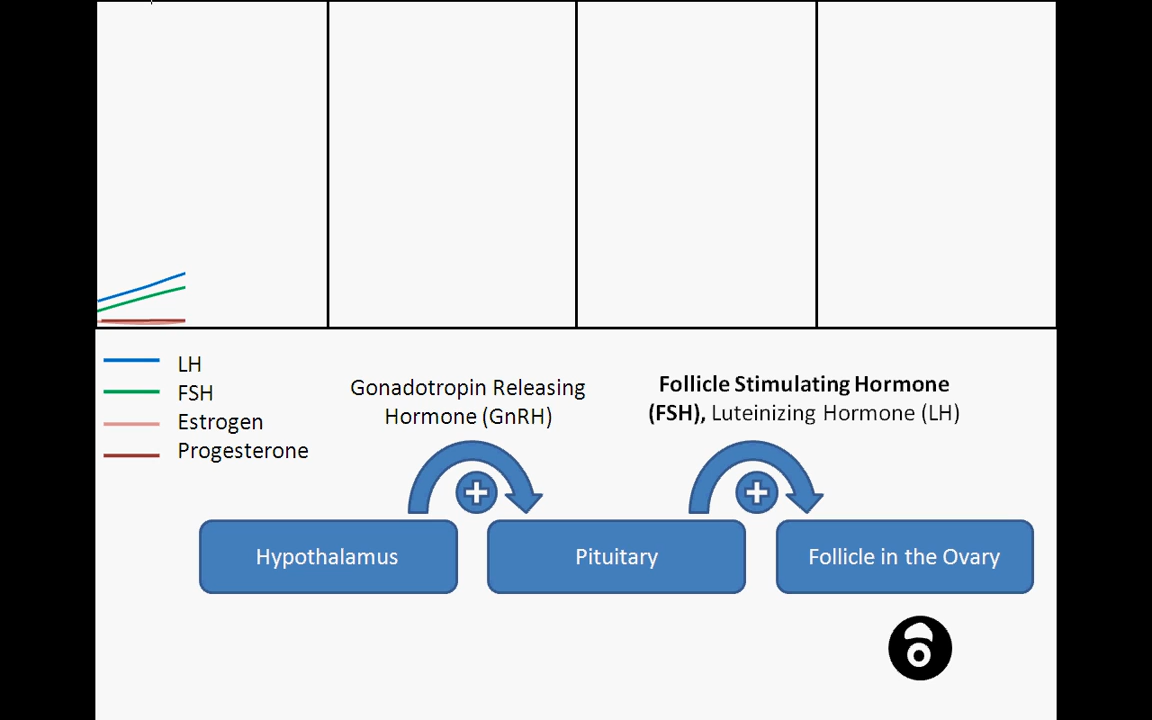 LH
FSH
Estrogen
Progesterone
Gonadotropin Releasing
Hormone (GnRH)
Follicle Stimulating Hormone
(FSH), Luteinizing Hormone (LH)
Hypothalamus
Pituitary
Follicle in the Ovary